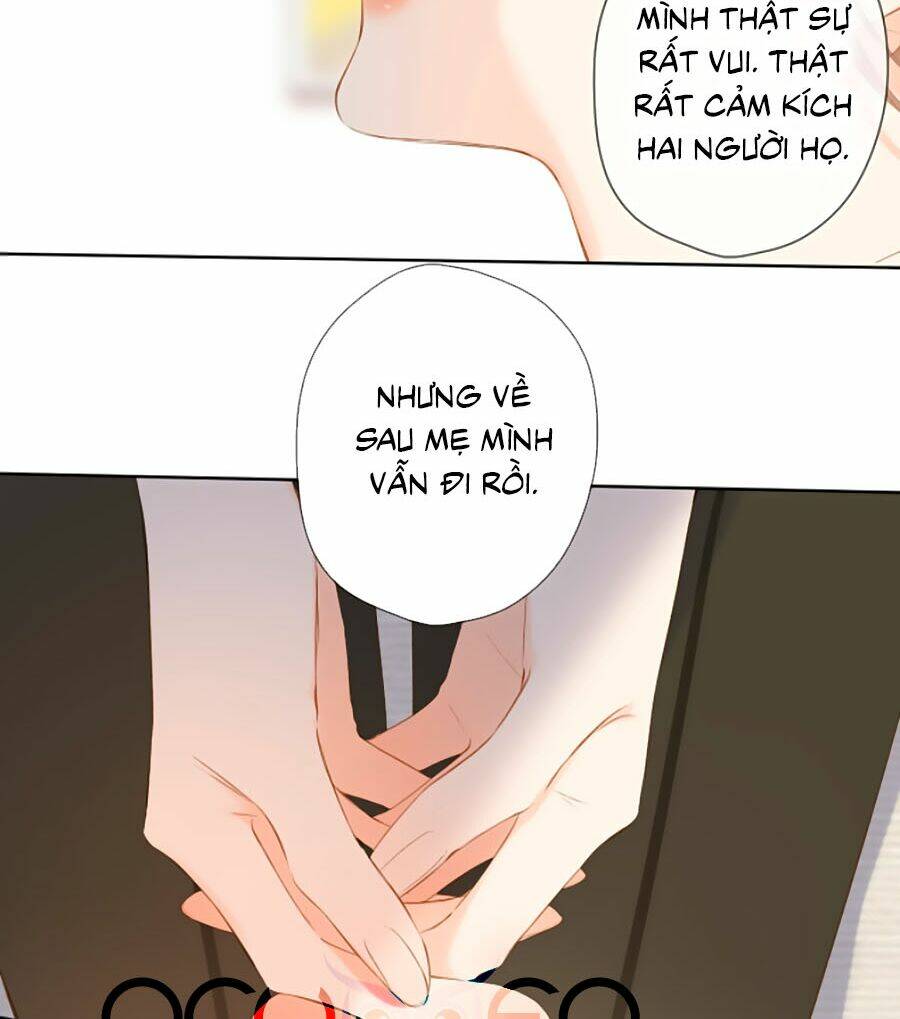 MÌNH THẬT SỰ
RẤT VUI. THẬT
RẤT CẢM KÍCH
HAI NGƯỜI HỌ.
NHƯNG VỀ
SAU MẸ MÌNH
VẪN ĐI RỒI.